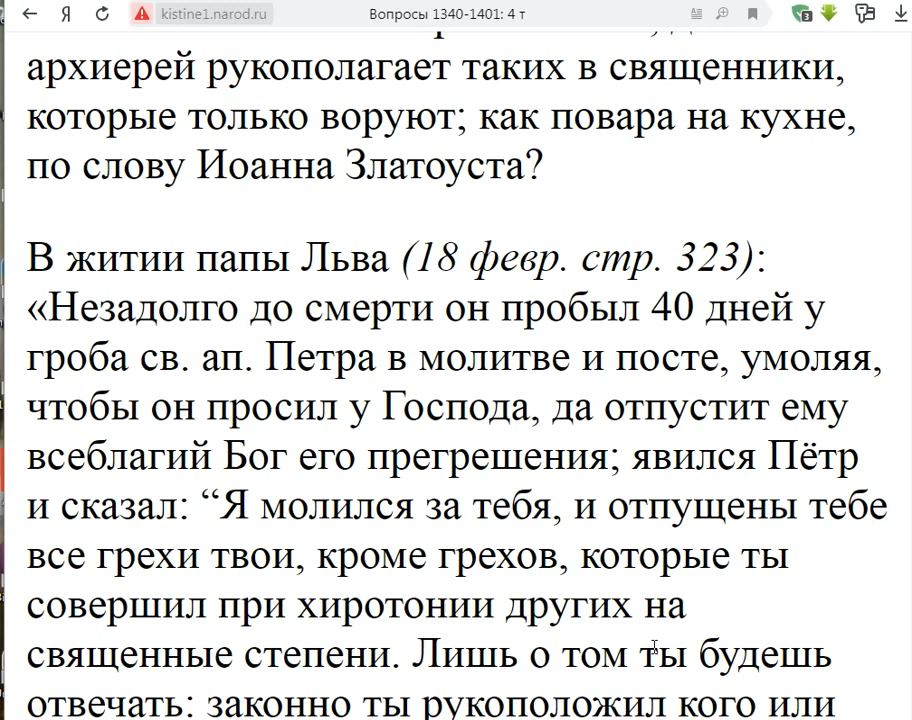 Я kistine1.narod.ru Вопросы 1340-1401: 4 т 3
архиерей рукополагает таких в священники,
которые только воруют; как повара на кухне,
по слову Иоанна Златоуста?
В житии папы Льва (18 февр. стр. 323):
«Незадолго до смерти он пробыл 40 дней у
гроба св. ап. Петра в молитве и посте, умоляя,
чтобы он просил у Господа, да отпустит ему
всеблагий Бог его прегрешения; явился Пётр
и сказал: “Я молился за тебя, и отпущены тебе
все грехи твои, кроме грехов, которые ты
совершил при хиротонии других на
священные степени. Лишь о том ты будешь
отвечать: законно ты рукоположил кого или